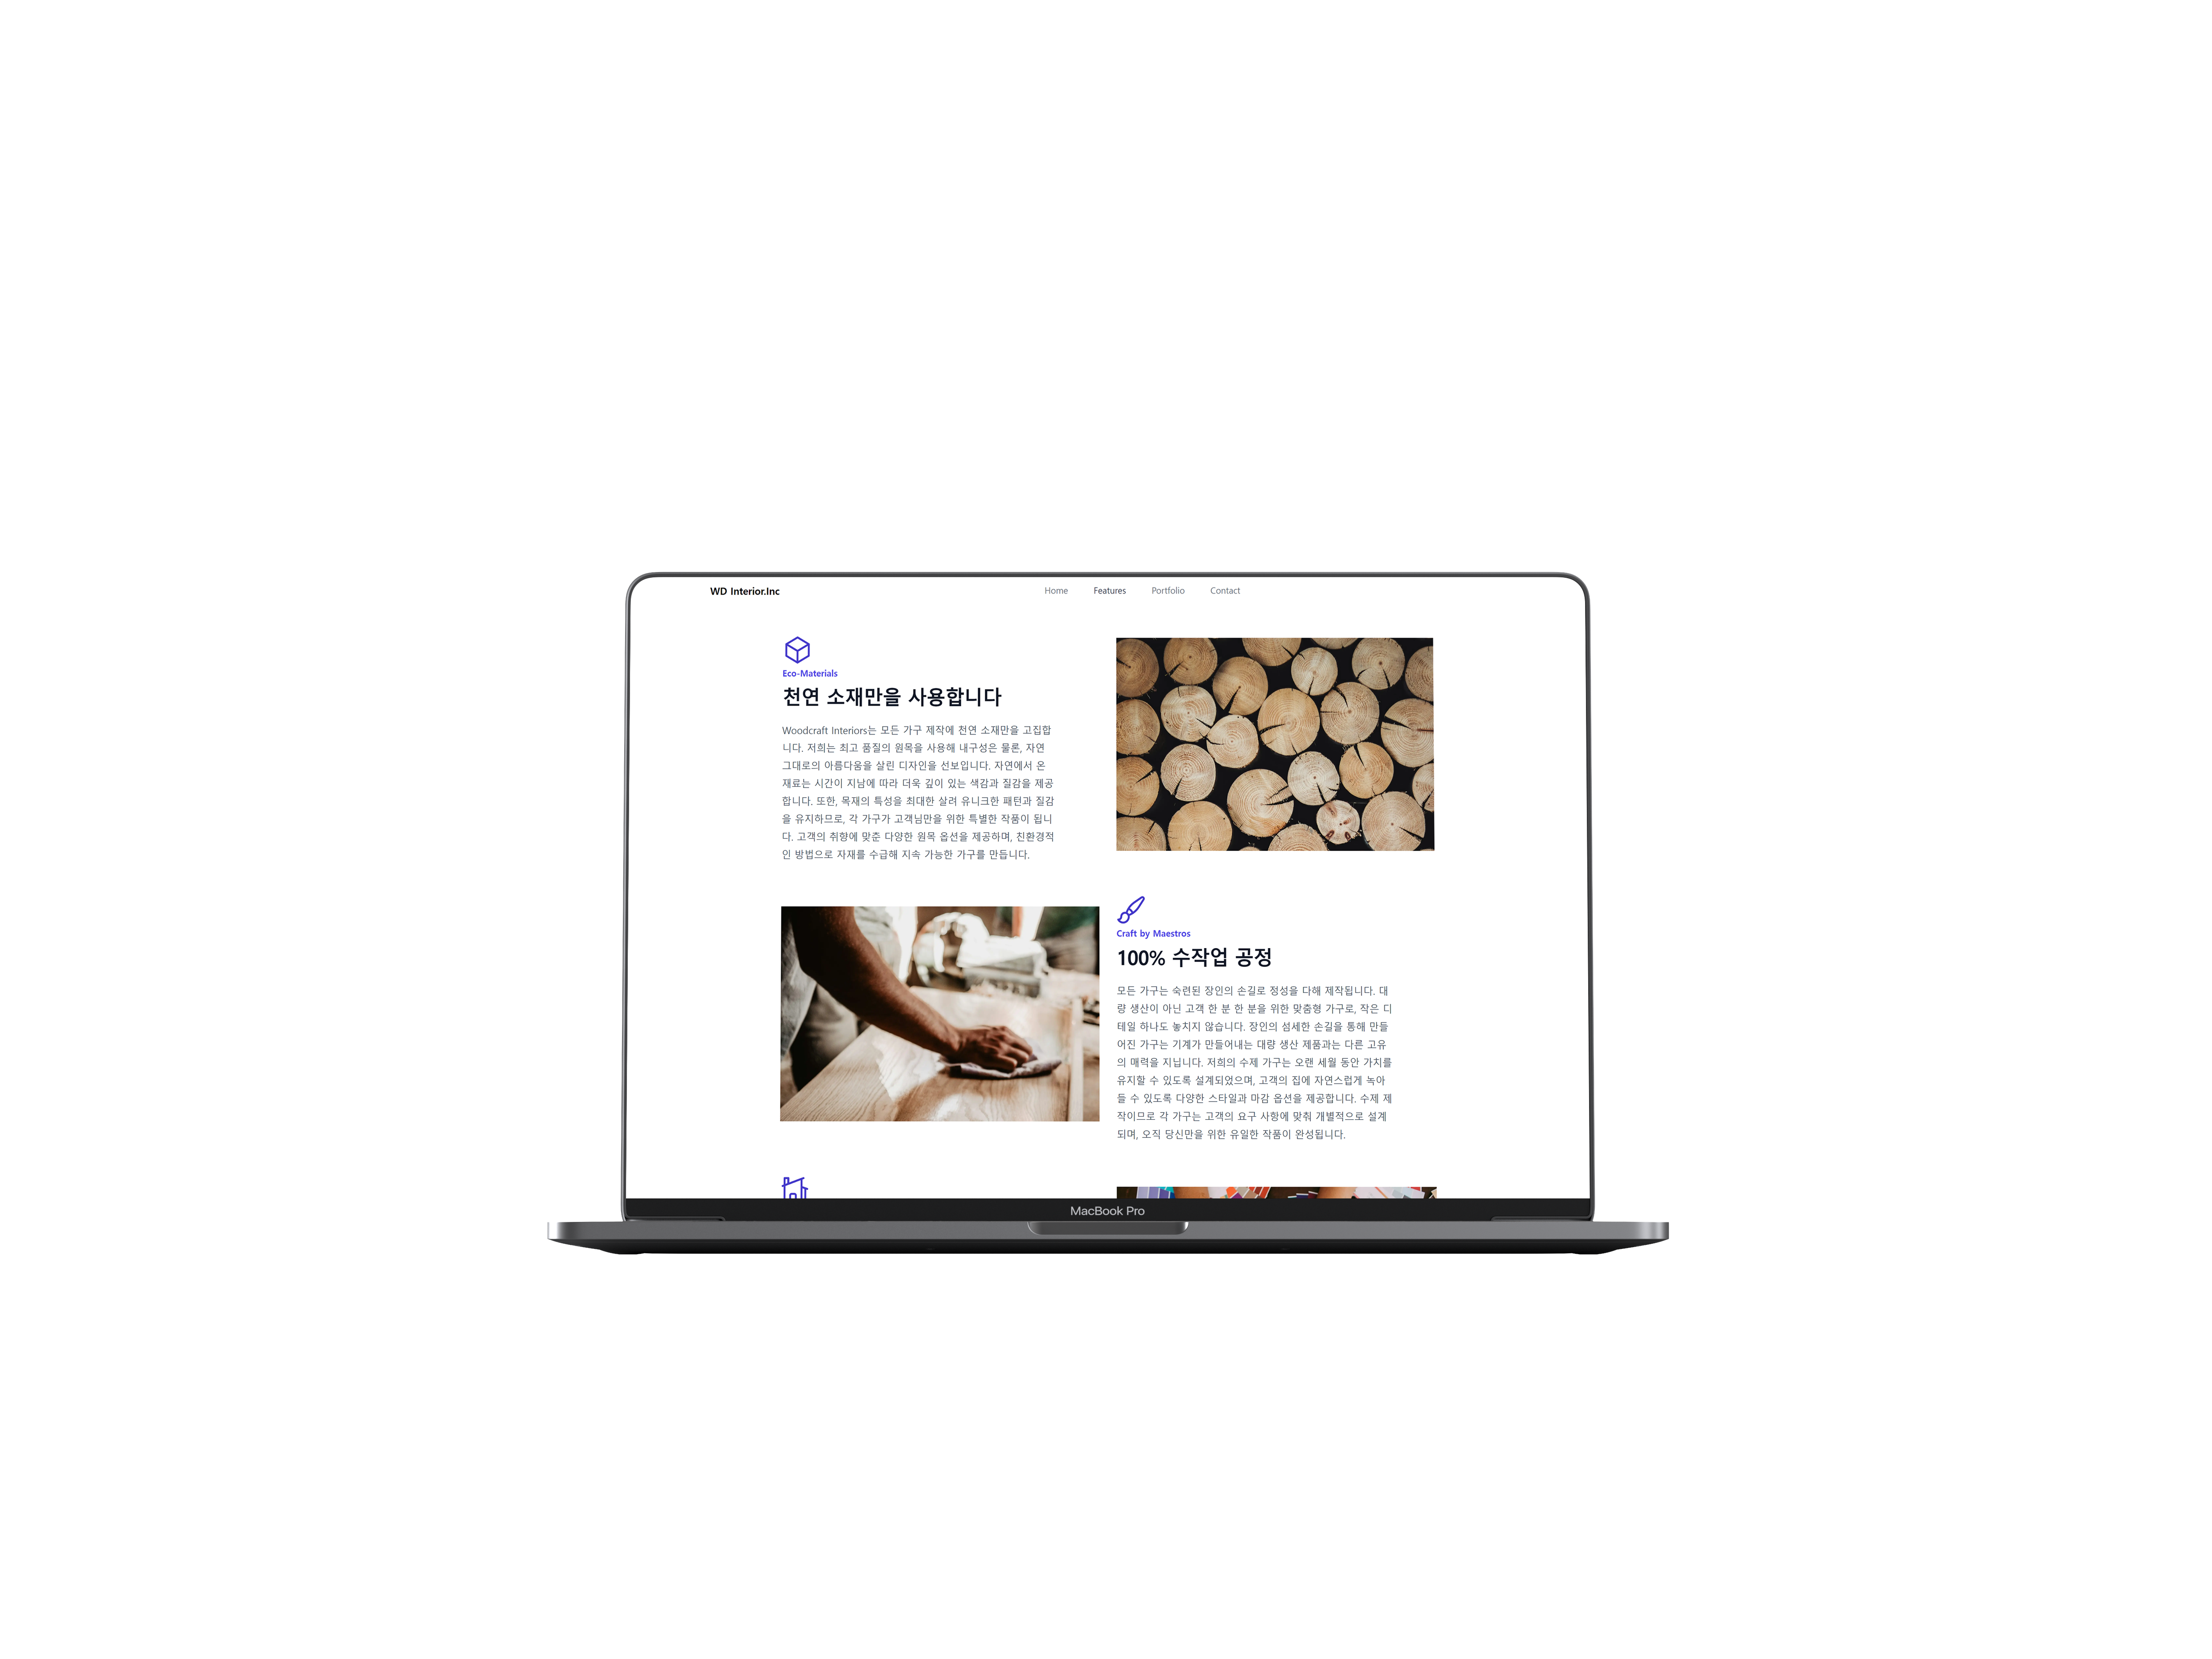 WD Interior.Inc
Home Features Portfolio Contact
Eco-Materials
천연 소재만을 사용합니다
Woodcraft Interiors는 모든 가구 제작에 천연 소재만을 고집합
니다. 저희는 최고 품질의 원목을 사용해 내구성은 물론, 자연
그대로의 아름다움을 살린 디자인을 선보입니다. 자연에서 온
재료는 시간이 지남에 따라 더욱 깊이 있는 색감과 질감을 제공
합니다. 또한, 목재의 특성을 최대한 살려 유니크한 패턴과 질감
을 유지하므로, 각 가구가 고객님만을 위한 특별한 작품이 됩니
다. 고객의 취향에 맞춘 다양한 원목 옵션을 제공하며, 친환경적
인 방법으로 자재를 수급해 지속 가능한 가구를 만듭니다.
Craft by Maestros
100% 수작업 공정
모든 가구는 숙련된 장인의 손길로 정성을 다해 제작됩니다. 대
량 생산이 아닌 고객 한 분 한 분을 위한 맞춤형 가구로, 작은 디
테일 하나도 놓치지 않습니다. 장인의 섬세한 손길을 통해 만들
어진 가구는 기계가 만들어내는 대량 생산 제품과는 다른 고유
의 매력을 지닙니다. 저희의 수제 가구는 오랜 세월 동안 가치를
유지할 수 있도록 설계되었으며, 고객의 집에 자연스럽게 녹아
들 수 있도록 다양한 스타일과 마감 옵션을 제공합니다. 수제 제
작이므로 각 가구는 고객의 요구 사항에 맞춰 개별적으로 설계
되며, 오직 당신만을 위한 유일한 작품이 완성됩니다.
MacBook Pro